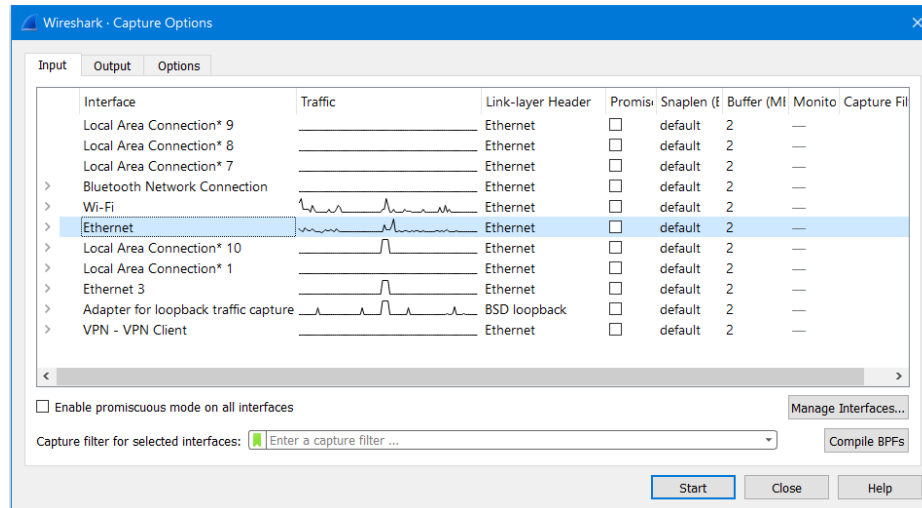 Wireshark · Capture Options
Input Output Options
Interface Traffic Link-layer Header Promis Snaplen (E Buffer (MI Monito Capture Fil
Local Area Connection* 9 Ethernet default 2 —
Local Area Connection* 8 Ethernet default 2 —
Local Area Connection* 7 Ethernet default 2 —
Bluetooth Network Connection Ethernet default 2 —
Wi-Fi Ethernet default 2 —
Ethernet Ethernet default 2 —
Local Area Connection* 10 Ethernet default 2 —
Local Area Connection* 1 Ethernet default 2 —
Ethernet 3 Ethernet default 2 —
Adapter for loopback traffic capture BSD loopback default 2 —
VPN - VPN Client Ethernet default 2 —
Enable promiscuous mode on all interfaces Manage Interfaces...
Capture filter for selected interfaces: Enter a capture filter ... Compile BPFs
Start Close Help